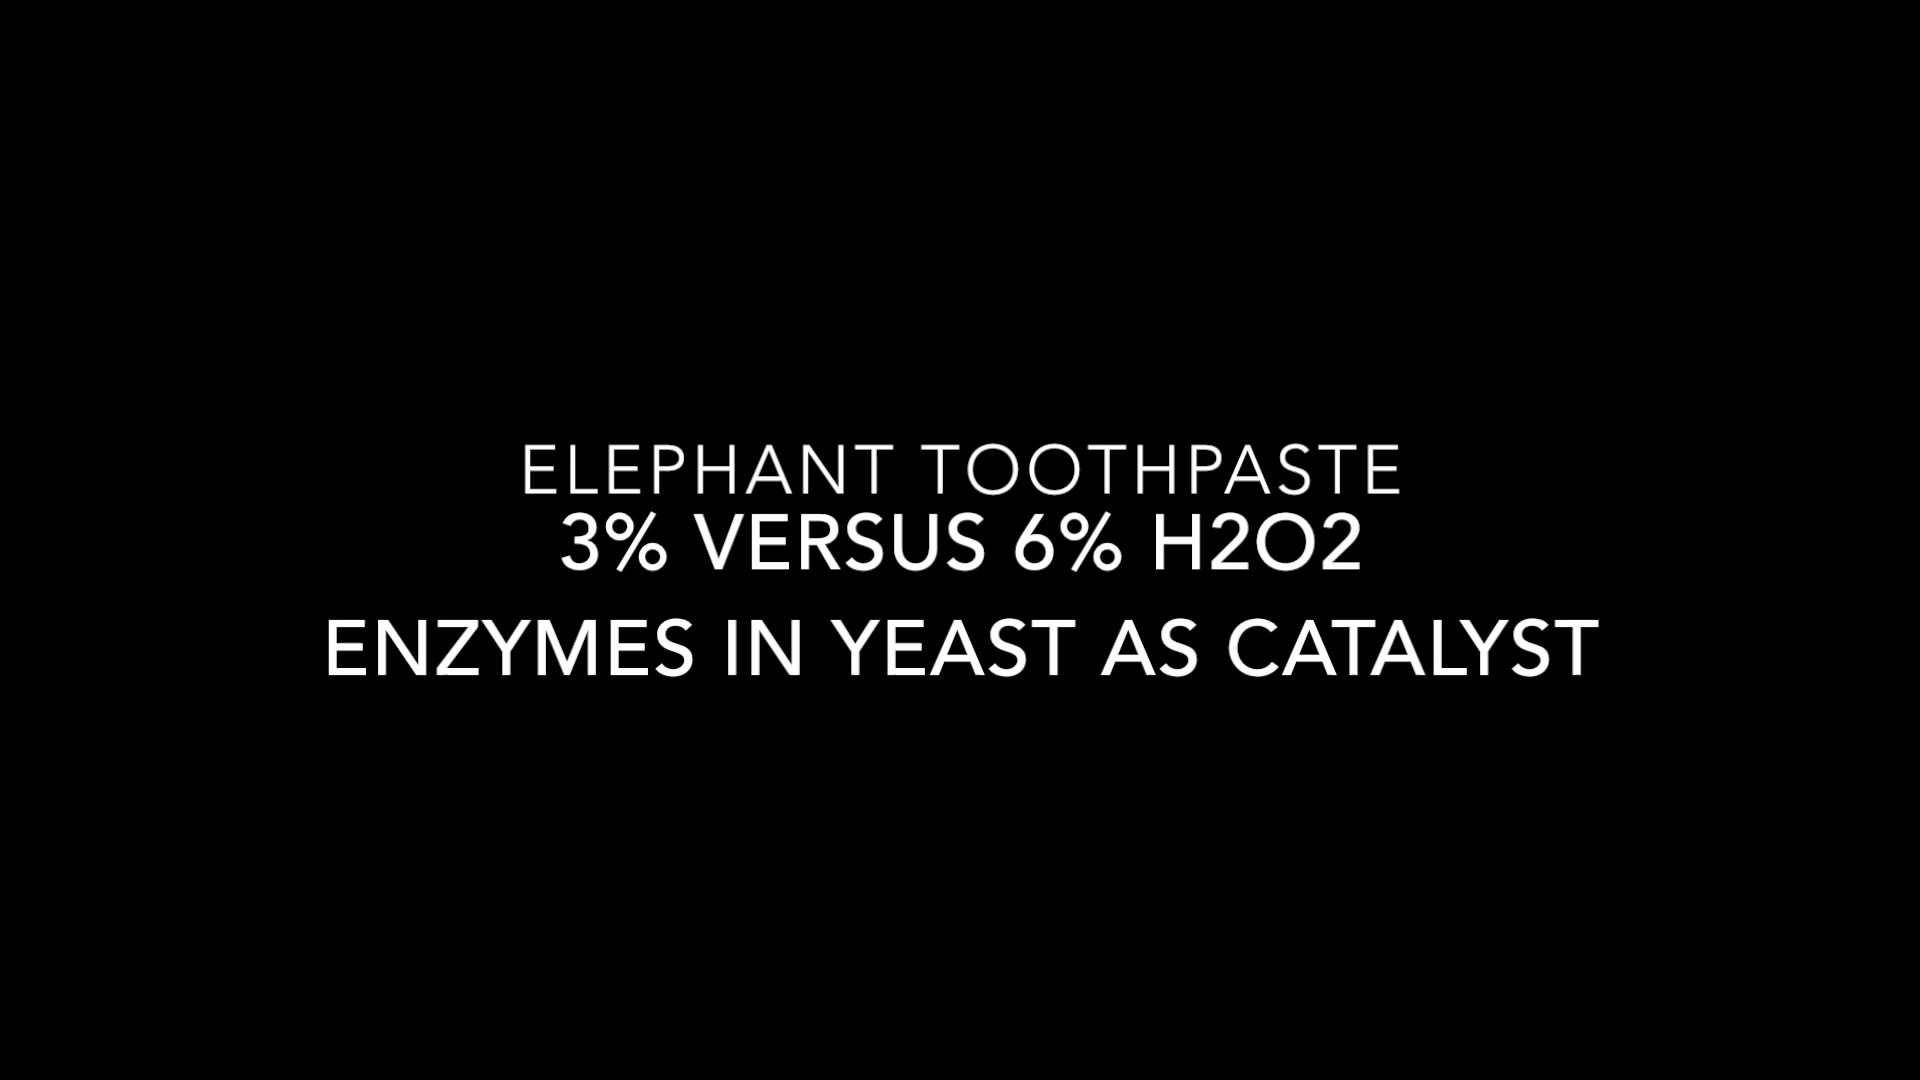 ELEPHANT TOOTHPASTE
3% VERSUS 6% H2O2
ENZYMES IN YEAST AS CATALYST